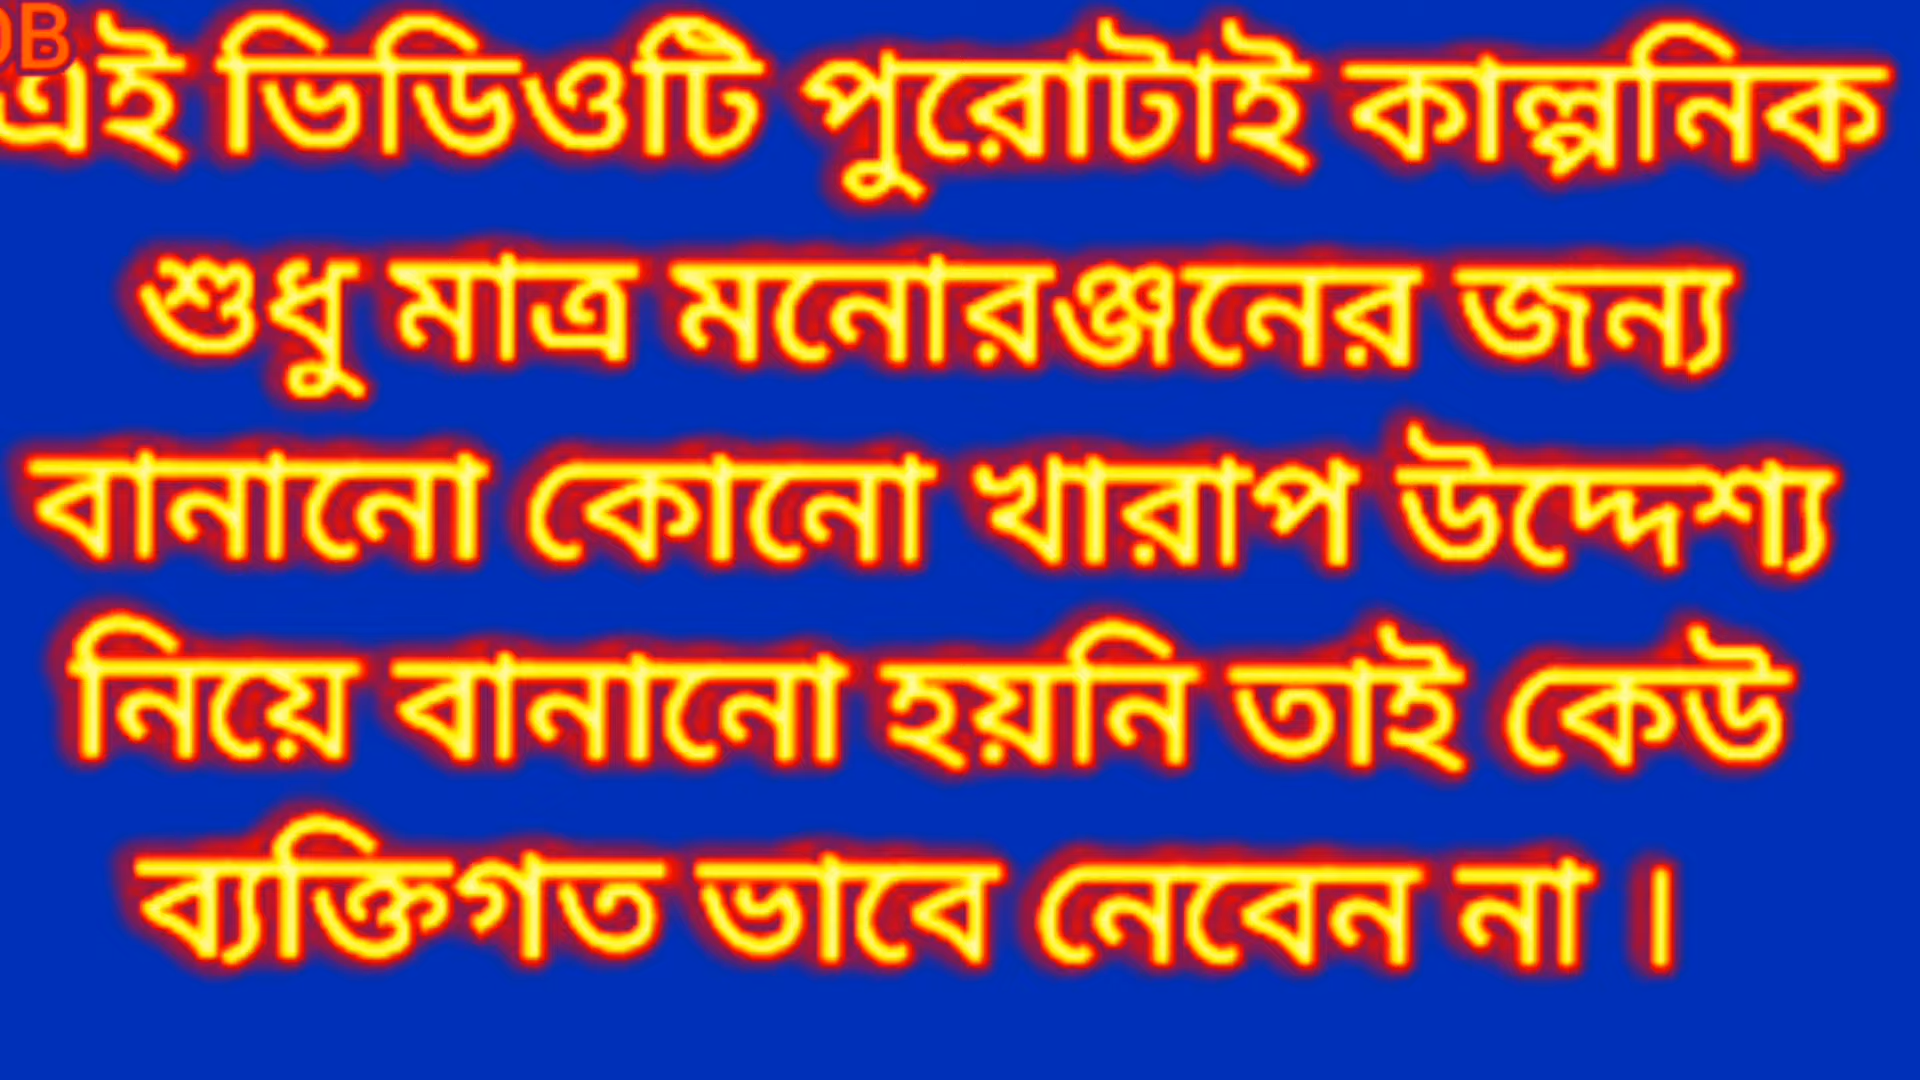 এই ভিডিওটি পুরোটাই কাল্পনিক
শুধু মাত্র মনোরঞ্জনের জন্য
বানানো কোনো খারাপ উদ্দেশ্য
নিয়ে বানানো হয়নি তাই কেউ
ব্যক্তিগত ভাবে নেবেন না ।